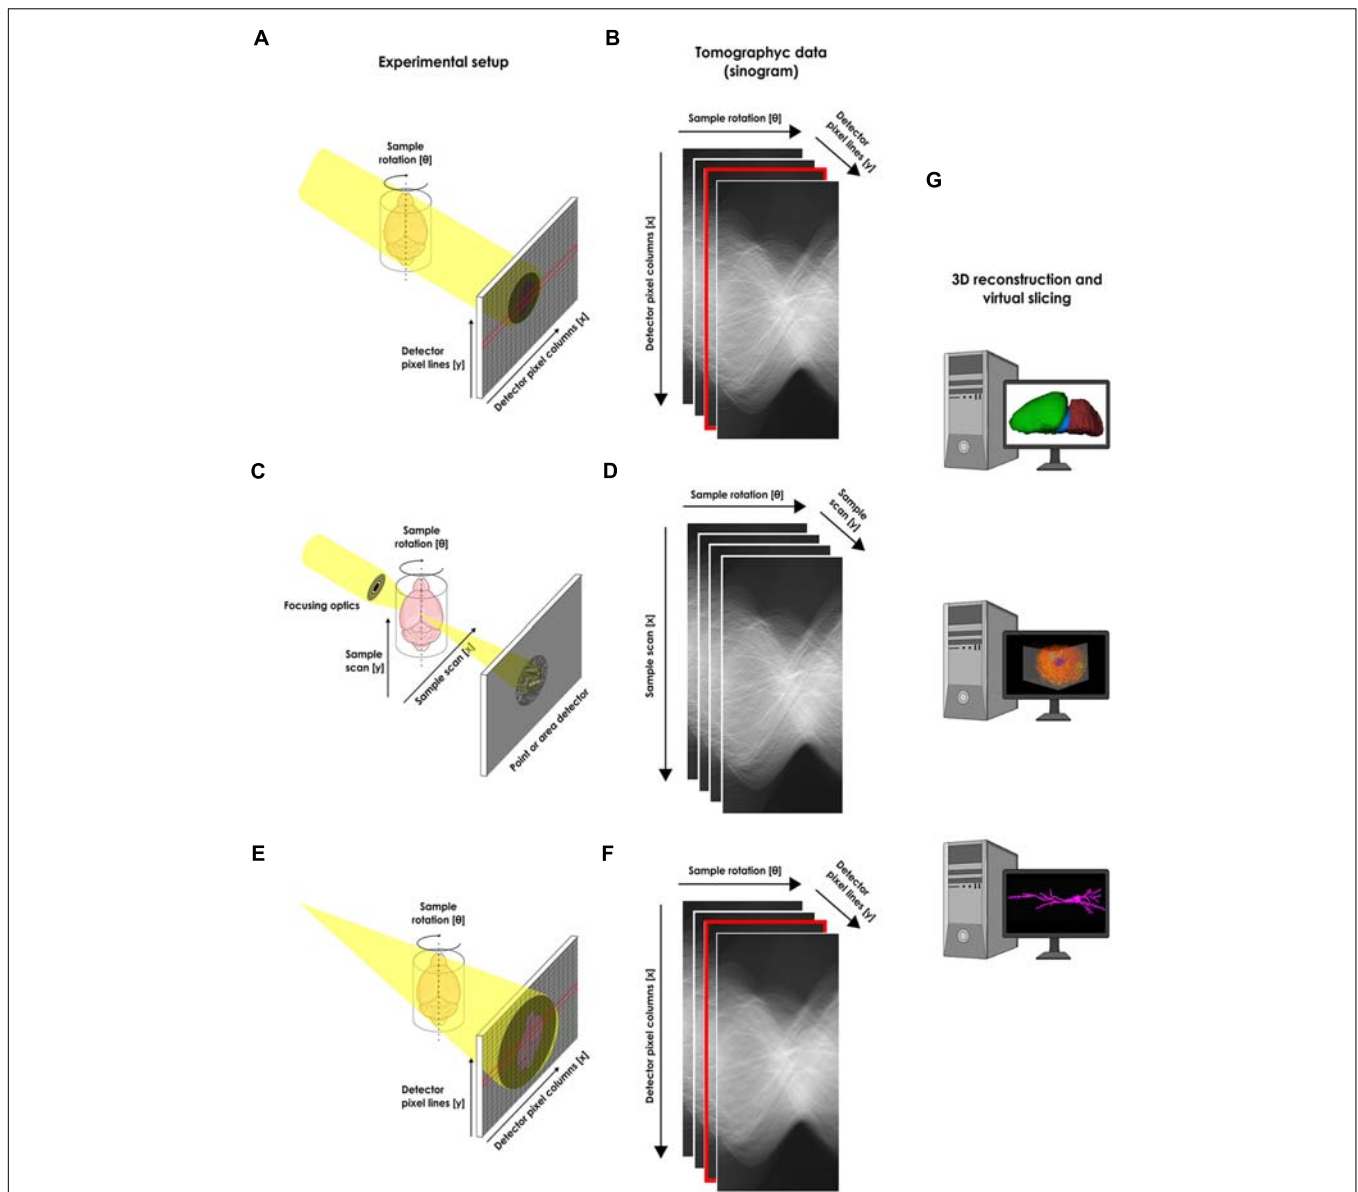 A
Experimental setup
Sample
rotation [θ]
Detector
pixel lines [y]
Detector pixel columns [x]
B
Tomographyc data
(sinogram)
Sample rotation [θ]
Detector
pixel lines [y]
Detector pixel columns [x]
C
Sample
rotation [θ]
Focusing optics
Sample
scan [y]
Sample scan [x]
Point or area detector
D
Sample rotation [θ]
Sample
scan [y]
Sample scan [x]
E
Sample
rotation [θ]
Detector
pixel lines [y]
Detector pixel columns [x]
F
Sample rotation [θ]
Detector
pixel lines [y]
Detector pixel columns [x]
G
3D reconstruction and
virtual slicing